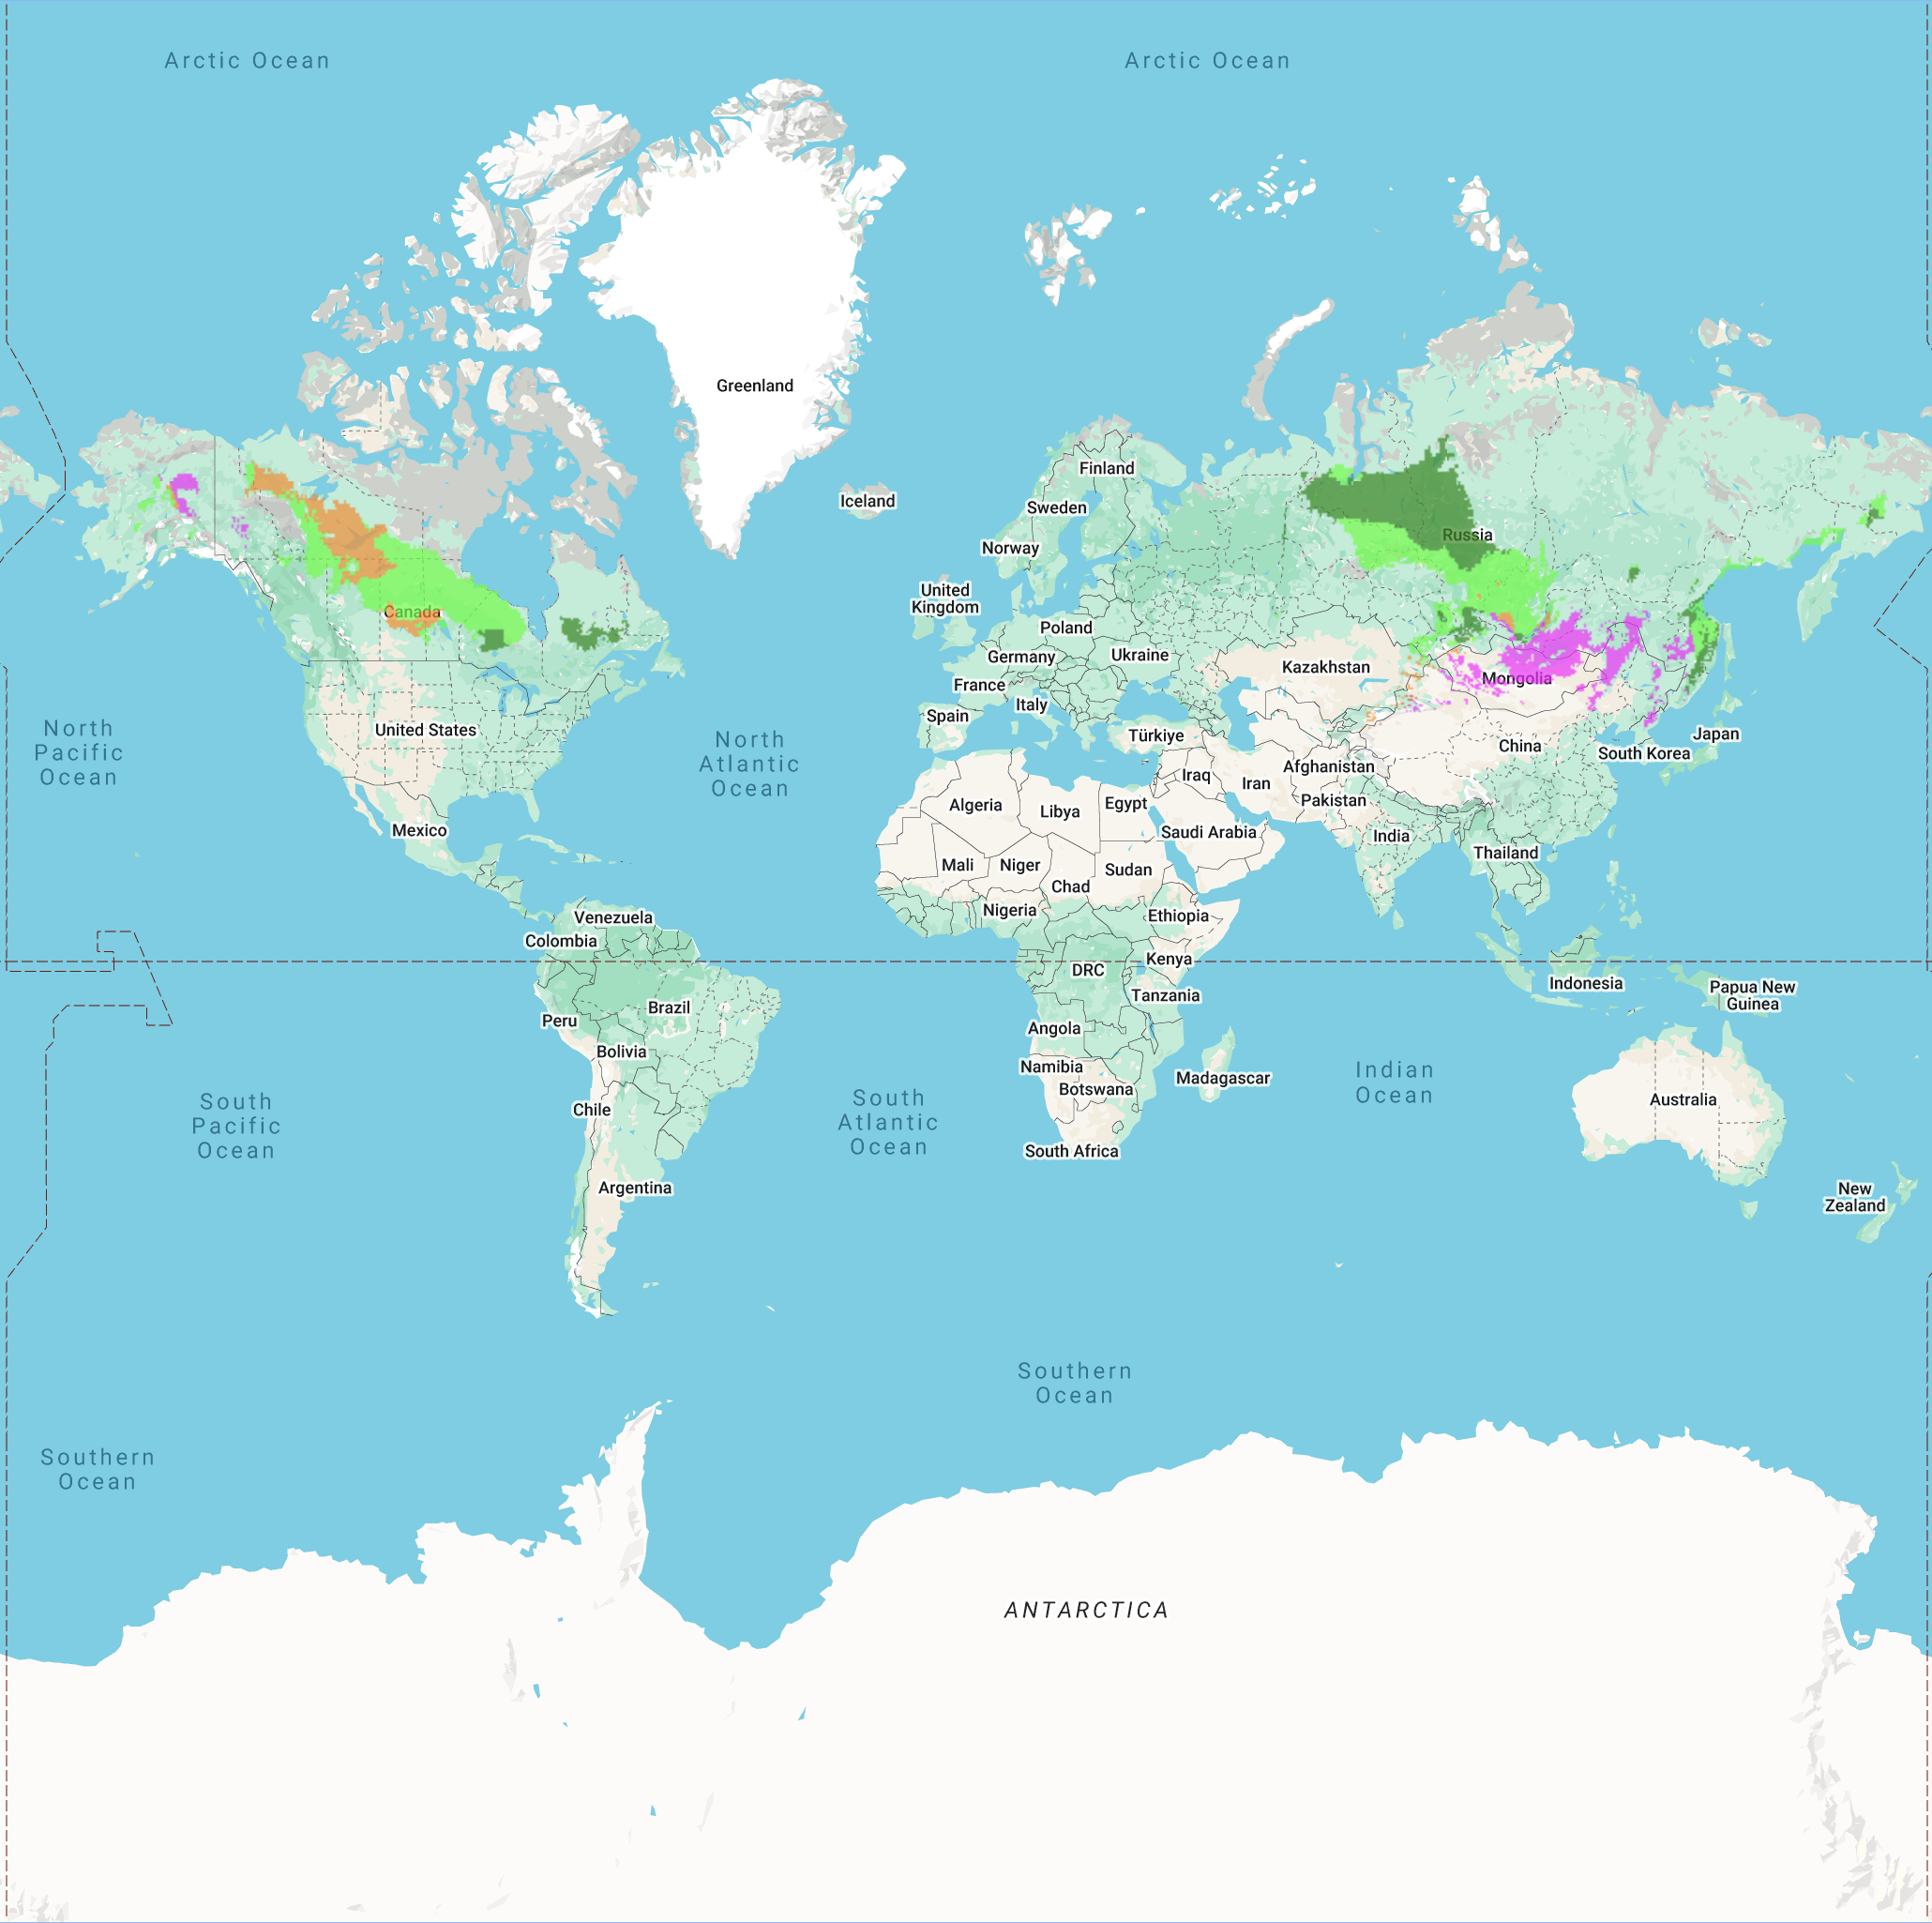 Arctic Ocean
Arctic Ocean
Greenland
Finland
Iceland
Sweden
Russia
Norway
United
Kingdom
Canada
Poland
Germany
Ukraine
Kazakhstan
Mongolia
France
Italy
Spain
North
Pacific
Ocean
United States
North
Atlantic
Ocean
Türkiye
China
Japan
South Korea
Afghanistan
Iraq
Iran
Pakistan
Algeria
Libya
Egypt
Mexico
Saudi Arabia
India
Thailand
Mali
Niger
Sudan
Chad
Nigeria
Ethiopia
Venezuela
Colombia
DRC
Kenya
Indonesia
Papua New
Guinea
Tanzania
Brazil
Peru
Angola
Bolivia
Namibia
Botswana
Madagascar
Indian
Ocean
Australia
Chile
South
Pacific
Ocean
South
Atlantic
Ocean
South Africa
Argentina
New
Zealand
Southern
Ocean
Southern
Ocean
ANTARCTICA